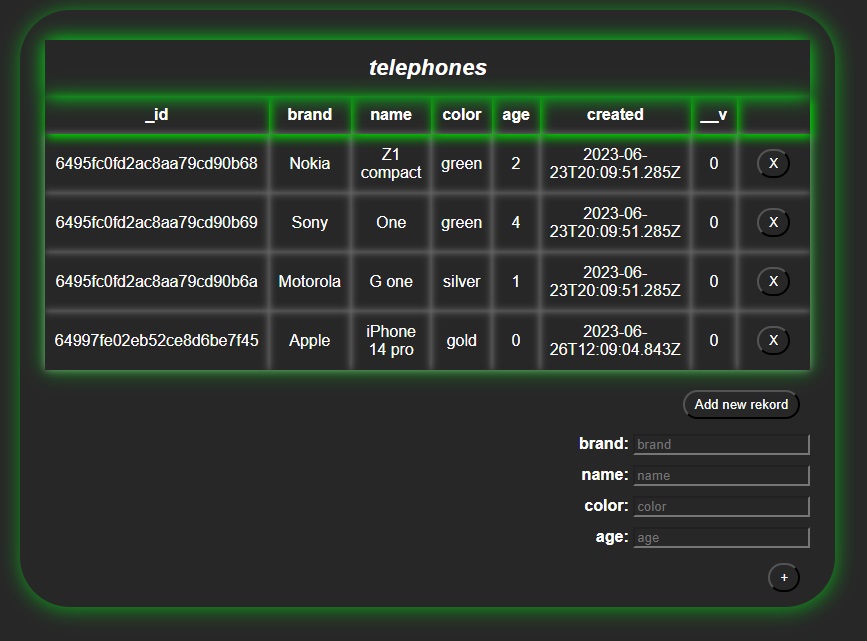 telephones
_id brand name color age created __v
6495fc0fd2ac8aa79cd90b68 Nokia Z1 compact green 2 2023-06-23T20:09:51.285Z 0 X
6495fc0fd2ac8aa79cd90b69 Sony One green 4 2023-06-23T20:09:51.285Z 0 X
6495fc0fd2ac8aa79cd90b6a Motorola G one silver 1 2023-06-23T20:09:51.285Z 0 X
64997fe02eb52ce8d6be7f45 Apple iPhone 14 pro gold 0 2023-06-26T12:09:04.843Z 0 X
Add new rekord
brand: brand
name: name
color: color
age: age
+